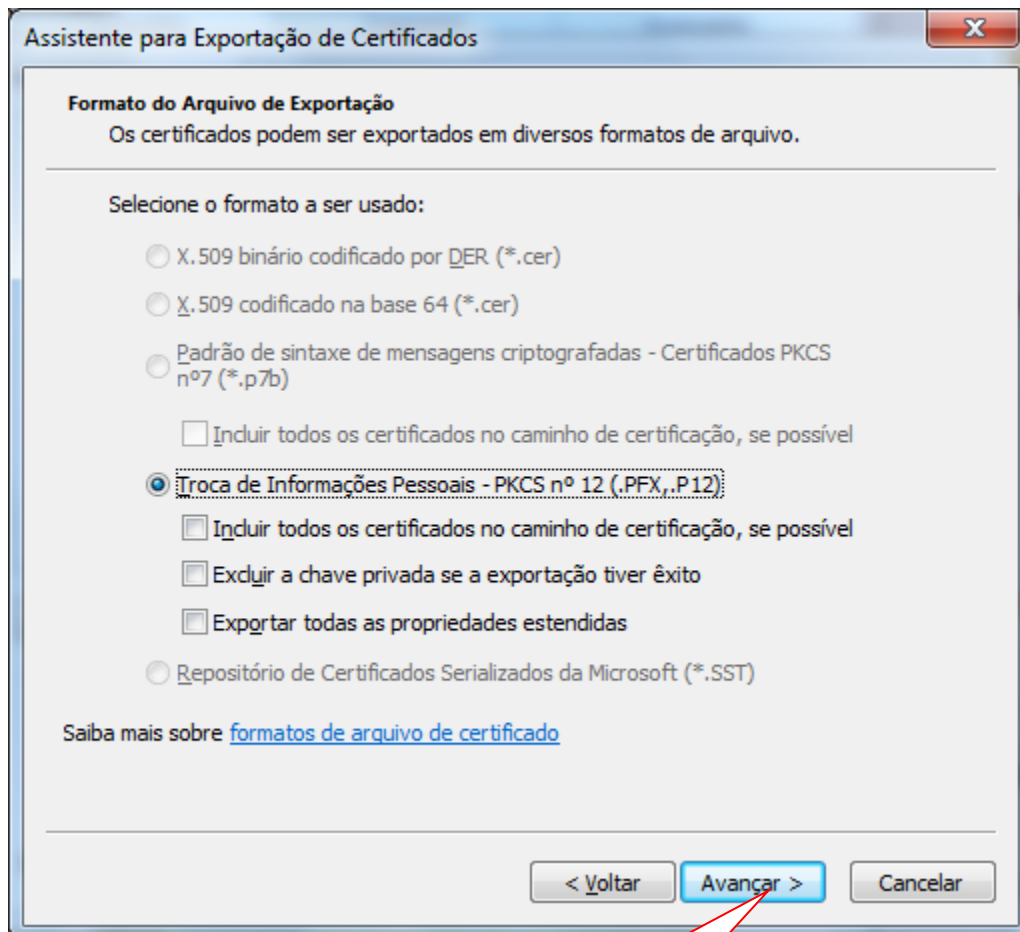 Assistente para Exportação de Certificados
Formato do Arquivo de Exportação
Os certificados podem ser exportados em diversos formatos de arquivo.
Selecione o formato a ser usado:
X.509 binário codificado por DER (*.cer)
X.509 codificado na base 64 (*.cer)
Padrão de sintaxe de mensagens criptografadas - Certificados PKCS
nº7 (*.p7b)
Incluir todos os certificados no caminho de certificação, se possível
Troca de Informações Pessoais - PKCS nº 12 (.PFX,.P12)
Incluir todos os certificados no caminho de certificação, se possível
Excluir a chave privada se a exportação tiver êxito
Exportar todas as propriedades estendidas
Repositório de Certificados Serializados da Microsoft (*.SST)
Saiba mais sobre formatos de arquivo de certificado
< Voltar Avançar > Cancelar